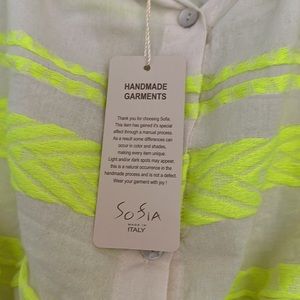 HANDMADE
GARMENTS
Thank you for choosing Sofia.
This item has gained it's special
affect through a manual process.
As a result some differences can
occur in color and shades,
making every item unique.
Light and/or dark spots may appear,
this is a natural occurrence in the
handmade process and is not a defect.
Wear your garment with joy !
SoSIA
MADE IN
ITALY